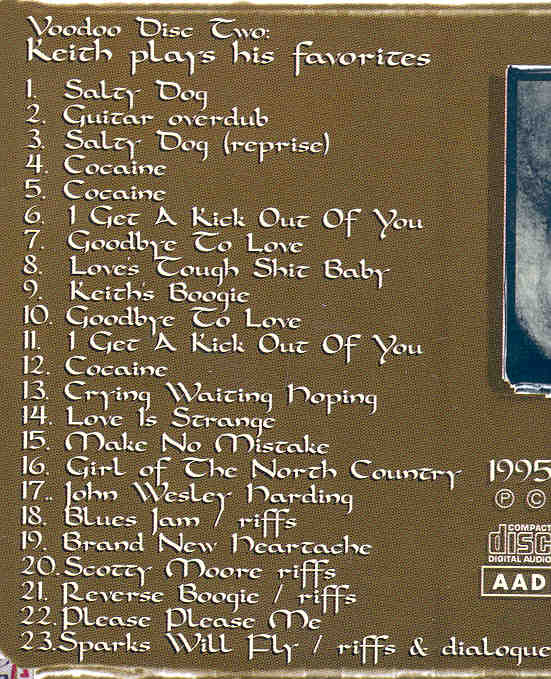 Voodoo Disc Two:
Keith plays his favorites
1. Salty Dog
2. Guitar overdub
3. Salty Dog (reprise)
4. Cocaine
5. Cocaine
6. I Get A Kick Out Of You
7. Goodbye To Love
8. Love's Tough Shit Baby
9. Keith's Boogie
10. Goodbye To Love
11. I Get A Kick Out Of You
12. Cocaine
13. Crying Waiting Hoping
14. Love Is Strange
15. Make No Mistake
16. Girl of The North Country
17.. John Wesley Harding
18. Blues Jam / riffs
19. Brand New Heartache
20. Scotty Moore riffs
21. Reverse Boogie / riffs
22. Please Please Me
23. Sparks Will Fly / riffs & dialogue
1995
℗ ©
COMPACT
disc
DIGITAL AUDIO
AAD